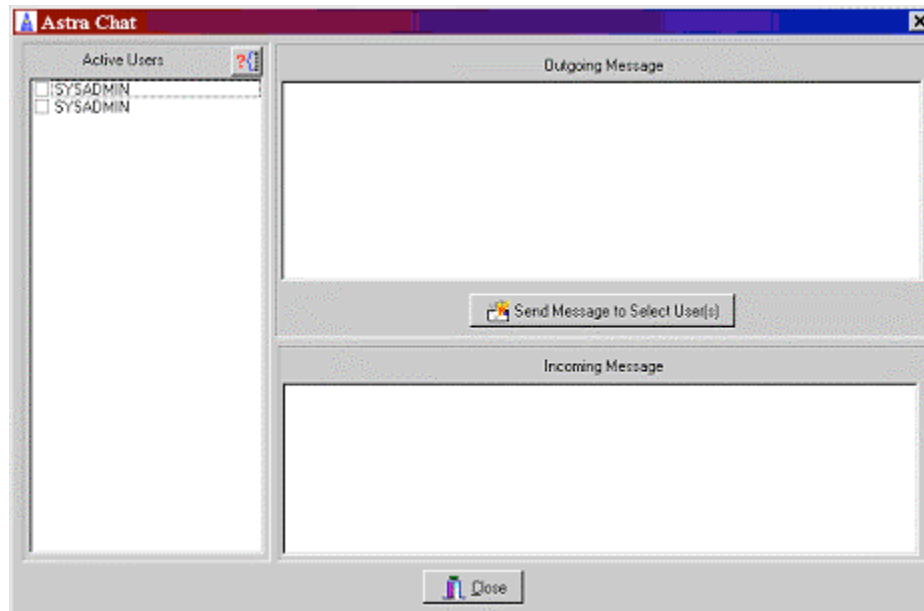 Astra Chat
Active Users
SYSADMIN
SYSADMIN
Outgoing Message
Send Message to Select User(s)
Incoming Message
Close